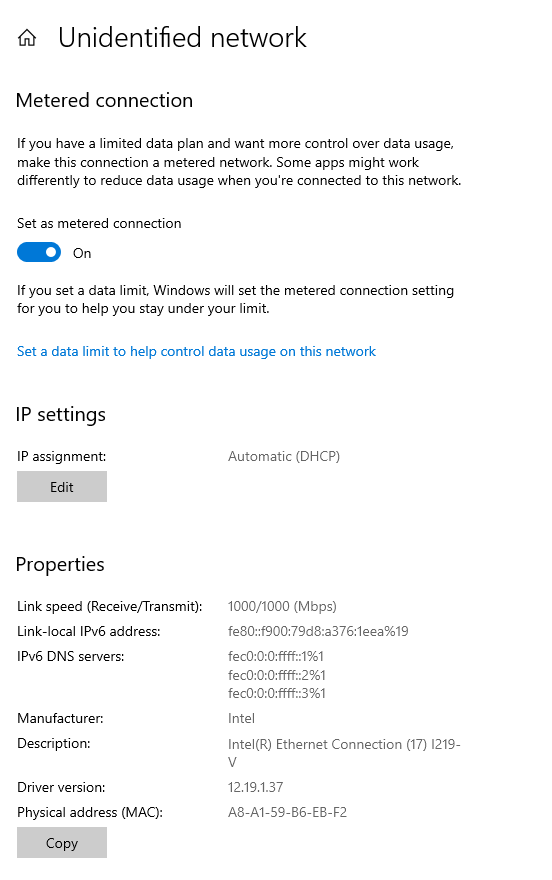 Unidentified network
Metered connection
If you have a limited data plan and want more control over data usage,
make this connection a metered network. Some apps might work
differently to reduce data usage when you're connected to this network.
Set as metered connection
On
If you set a data limit, Windows will set the metered connection setting
for you to help you stay under your limit.
Set a data limit to help control data usage on this network
IP settings
IP assignment: Automatic (DHCP)
Edit
Properties
Link speed (Receive/Transmit): 1000/1000 (Mbps)
Link-local IPv6 address: fe80::f900:79d8:a376:1eea%19
IPv6 DNS servers: fec0:0:0:ffff::1%1
fec0:0:0:ffff::2%1
fec0:0:0:ffff::3%1
Manufacturer: Intel
Description: Intel(R) Ethernet Connection (17) I219-
V
Driver version: 12.19.1.37
Physical address (MAC): A8-A1-59-B6-EB-F2
Copy